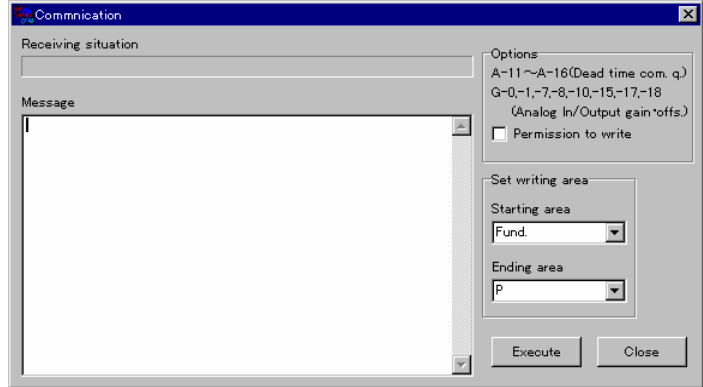 Commnication
Receiving situation
Message
Options
A-11～A-16(Dead time com. q.)
G-0,-1,-7,-8,-10,-15,-17,-18
(Analog In/Output gain･offs.)
Permission to write
Set writing area
Starting area
Fund.
Ending area
P
Execute
Close